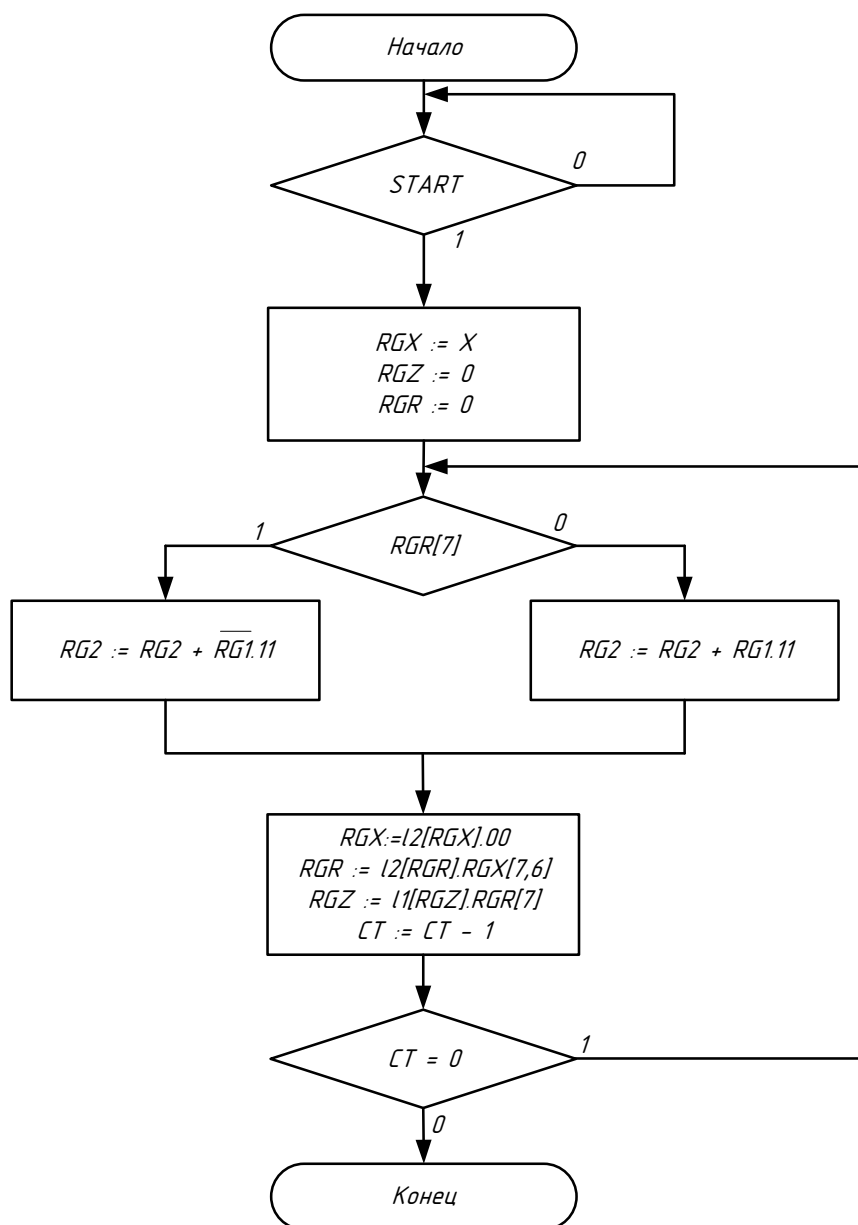 Начало
0
START
1
RGX := X
RGZ := 0
RGR := 0
1
0
RGR[7]
RG2 := RG2 + \overline{RG1}.11
RG2 := RG2 + RG1.11
RGX:=l2[RGX].00
RGR := l2[RGR].RGX[7,6]
RGZ := l1[RGZ].RGR[7]
CT := CT - 1
CT = 0
1
0
Конец